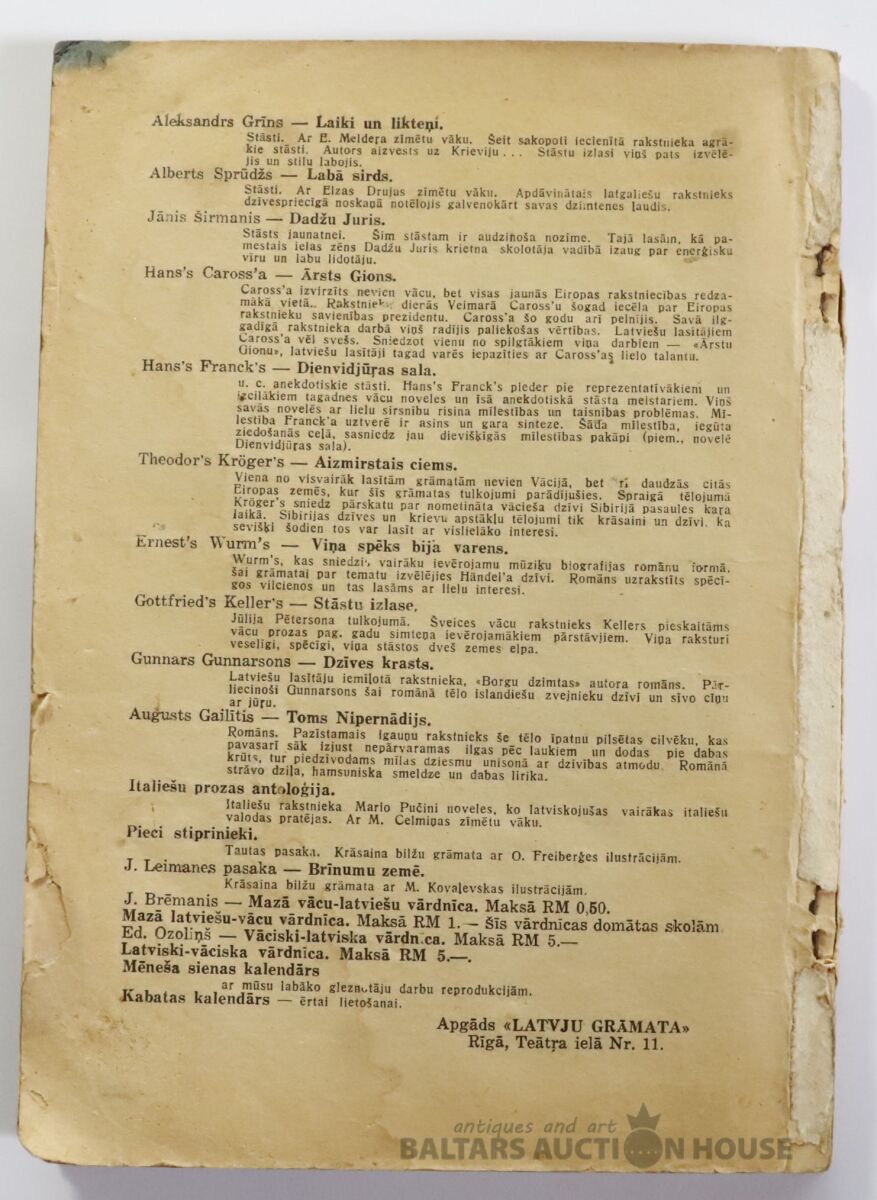 Aleksandrs Grīns — Laiki un likteņi.
Stāsti. Ar E. Meldeŗa zīmētu vāku. Šeit sakopoti iecienītā rakstnieka agrā-
kie stāsti. Autors aizvests uz Krieviju . . . Stāstu izlasi viņš pats izvēlē-
jis un stilu labojis.
Alberts Sprūdžs — Labā sirds.
Stāsti. Ar Elzas Drujas zīmētu vāku. Apdāvinātais latgaliešu rakstnieks
dzīvespriecīgā noskaņā notēlojis galvenokārt savas dzimtenes ļaudis.
Jānis Širmanis — Dadžu Juris.
Stāsts jaunatnei. Šim stāstam ir audzinoša nozīme. Tajā lasām, kā pa-
mestais ielas zēns Dadžu Juris krietna skolotāja vadībā izaug par enerģisku
vīru un labu lidotāju.
Hans's Caross'a — Ārsts Gions.
Caross'a izvirzīts nevien vācu, bet visas jaunās Eiropas rakstniecības redza-
mākā vietā. Rakstnieku dienās Veimarā Caross'u šogad iecēla par Eiropas
rakstnieku savienības prezidentu. Caross'a šo godu arī pelnījis. Savā ilg-
gadīgā rakstnieka darbā viņš radījis paliekošas vērtības. Latviešu lasītājiem
Caross'a vēl svešs. Sniedzot vienu no spilgtākiem viņa darbiem — «Ārstu
Gionu», latviešu lasītāji tagad varēs iepazīties ar Caross'as lielo talantu.
Hans's Franck's — Dienvidjūŗas sala.
u. c. anekdotiskie stāsti. Hans's Franck's pieder pie reprezentatīvākiem un
izcilākiem tagadnes vācu noveles un īsā anekdotiskā stāsta meistariem. Viņš
savās novelēs ar lielu sirsnību risina mīlestības un taisnības problēmas. Mī-
lestība Franck'a uztverē ir asins un gara sinteze. Šāda mīlestība, iegūta
ziedošanās ceļā, sasniedz jau dievišķīgās mīlestības pakāpi (piem., novelē
Dienvidjūŗas sala).
Theodor's Kröger's — Aizmirstais ciems.
Viena no visvairāk lasītām grāmatām nevien Vācijā, bet rī daudzās citās
Eiropas zemēs, kur šīs grāmatas tulkojumi parādījušies. Spraigā tēlojumā
Kröger's sniedz pārskatu par nometināta vācieša dzīvi Sibirijā pasaules kara
laikā. Sibirijas dzīves un krievu apstākļu tēlojumi tik krāsaini un dzīvi, ka
sevišķi šodien tos var lasīt ar vislielāko interesi.
Ernest's Wurm's — Viņa spēks bija varens.
Wurm's, kas sniedzis vairāku ievērojamu mūziķu biografijas romānu formā,
šai grāmatai par tematu izvēlējies Händel'a dzīvi. Romāns uzrakstīts spēcī-
gos vilcienos un tas lasāms ar lielu interesi.
Gottfried's Keller's — Stāstu izlase.
Jūlija Pētersona tulkojumā. Šveices vācu rakstnieks Kellers pieskaitāms
vācu prozas pag. gadu simteņa ievērojamākiem pārstāvjiem. Viņa raksturi
veselīgi, spēcīgi, viņa stāstos dveš zemes elpa.
Gunnars Gunnarsons — Dzīves krasts.
Latviešu lasītāju iemīļotā rakstnieka, «Borgu dzimtas» autora romāns. Pār-
liecinoši Gunnarsons šai romānā tēlo islandiešu zvejnieku dzīvi un sīvo cīņu
ar jūŗu.
Augusts Gailītis — Toms Nipernādijs.
Romāns. Pazīstamais igauņu rakstnieks še tēlo īpatnu pilsētas cilvēku, kas
pavasarī sāk izjust nepārvaramas ilgas pēc laukiem un dodas pie dabas
krūts, tur piedzīvodams mīlas dziesmu unisonā ar dzīvības atmodu. Romānā
strāvo dziļa, hamsuniska smeldze un dabas lirika.
Italiešu prozas antoloģija.
Italiešu rakstnieka Mario Pučini noveles, ko latviskojušas vairākas italiešu
valodas pratējas. Ar M. Celmiņas zīmētu vāku.
Pieci stiprinieki.
Tautas pasaka. Krāsaina bilžu grāmata ar O. Freiberģes ilustrācijām.
J. Leimanes pasaka — Brīnumu zemē.
Krāsaina bilžu grāmata ar M. Kovaļevskas ilustrācijām.
J. Brēmanis — Mazā vācu-latviešu vārdnīca. Maksā RM 0,50.
Mazā latviešu-vācu vārdnīca. Maksā RM 1.— Šīs vārdnīcas domātas skolām
Ed. Ozoliņš — Vāciski-latviska vārdn.ca. Maksā RM 5.—
Latviski-vāciska vārdnīca. Maksā RM 5.—.
Mēneša sienas kalendārs
ar mūsu labāko gleznotāju darbu reprodukcijām.
Kabatas kalendārs — ērtai lietošanai.
Apgāds «LATVJU GRĀMATA»
Rīgā, Teātŗa ielā Nr. 11.
antiques and art
BALTARS AUCTION HOUSE